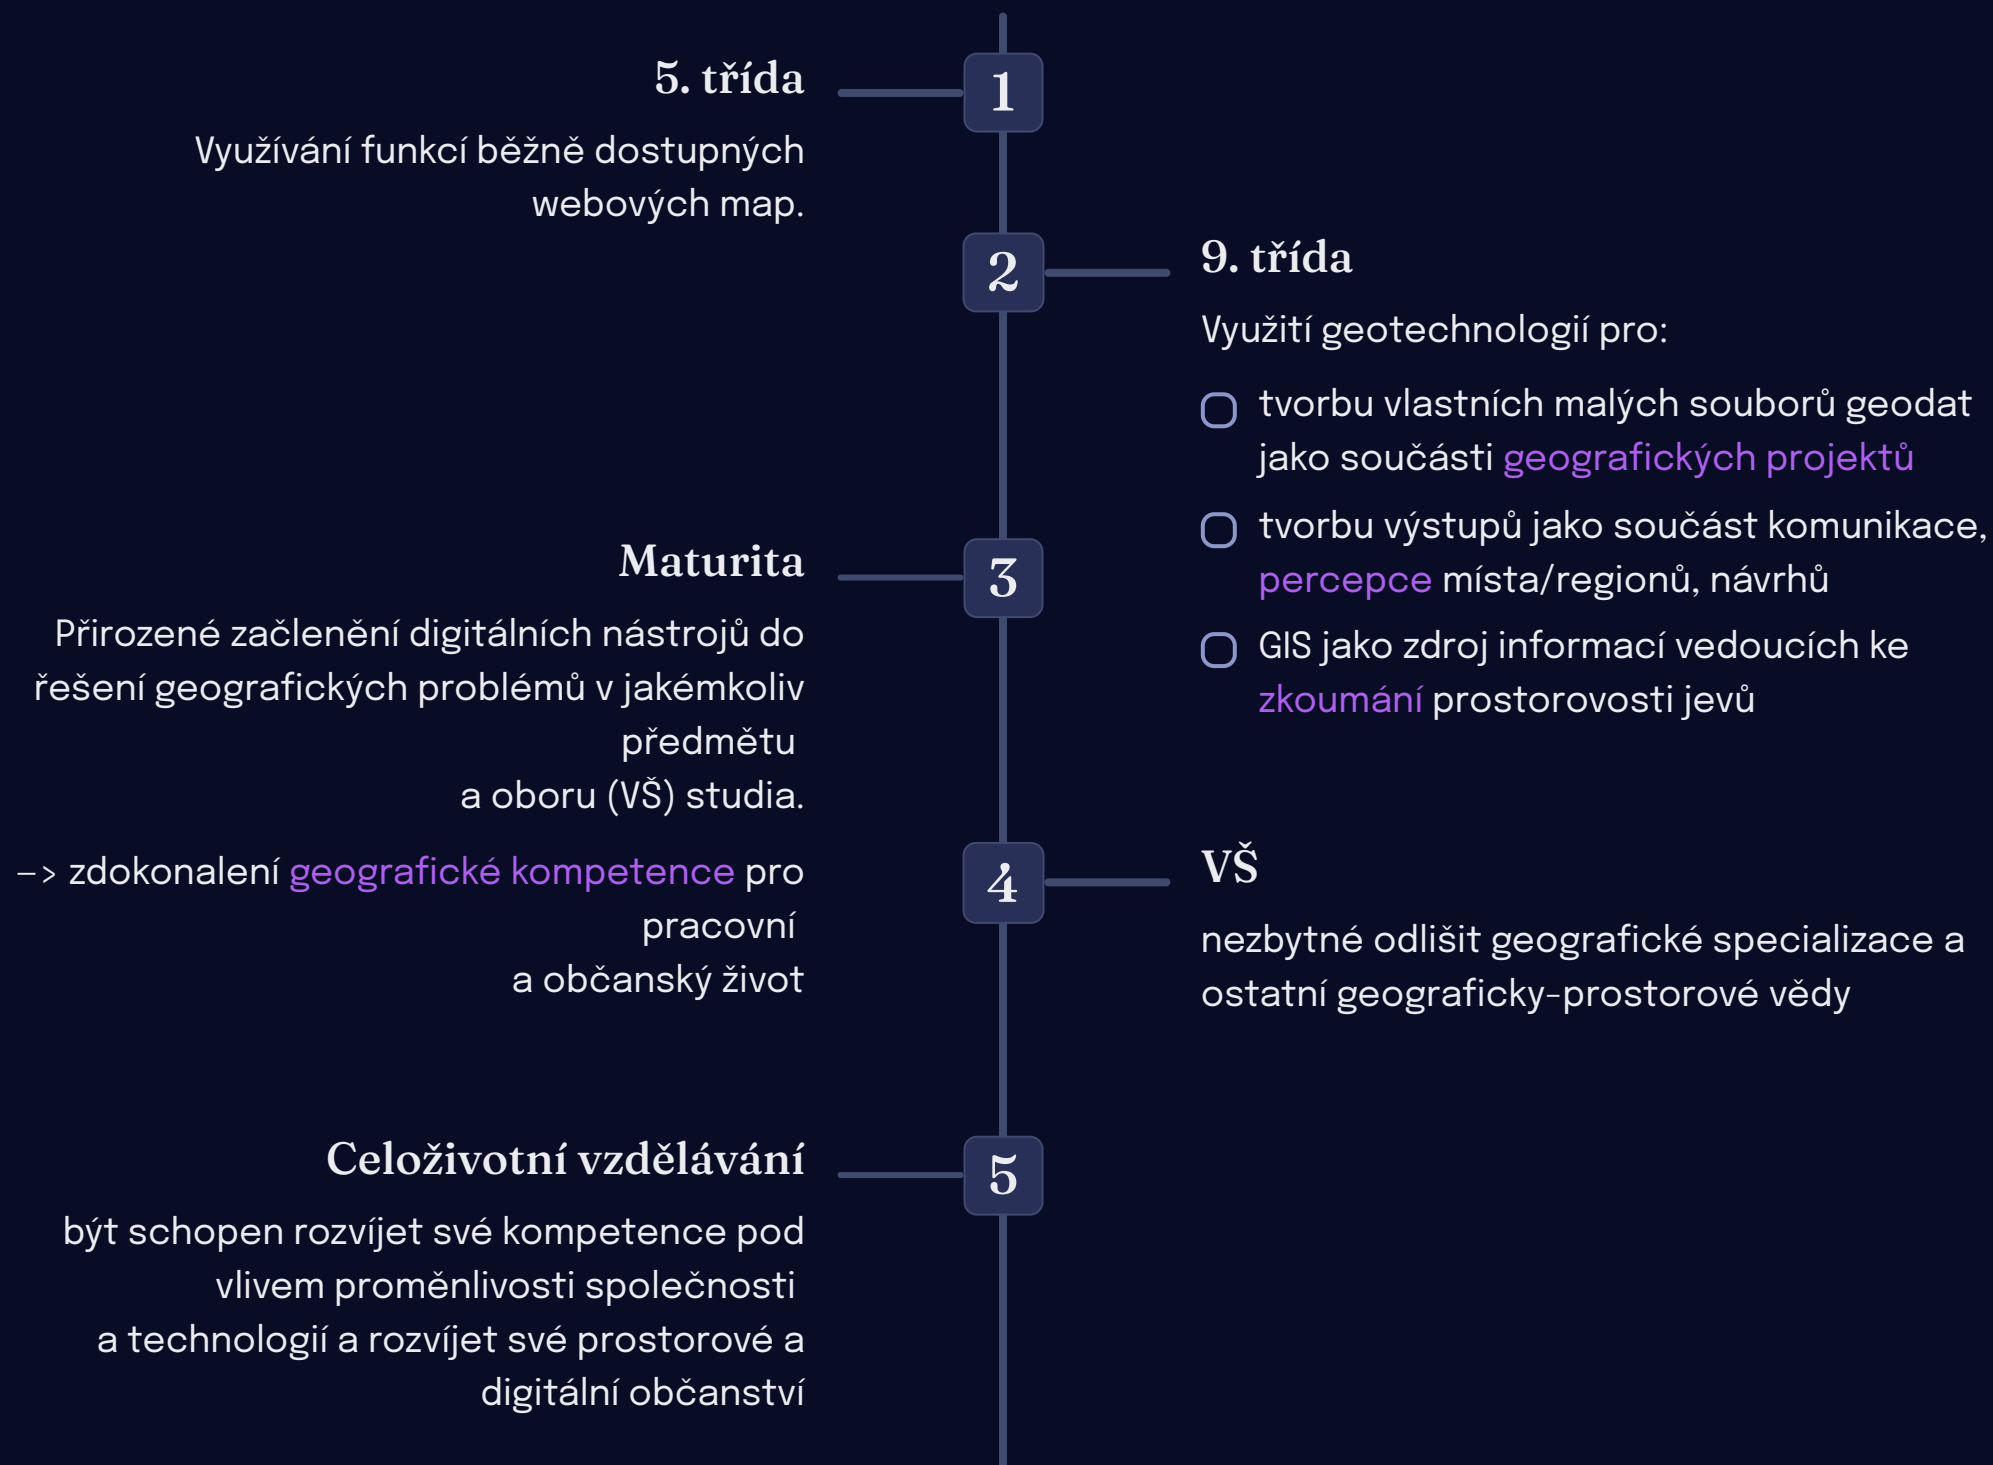 1
5. třída
Využívání funkcí běžně dostupných
webových map.
2
9. třída
Využití geotechnologií pro:
tvorbu vlastních malých souborů geodat
jako součásti geografických projektů
tvorbu výstupů jako součást komunikace,
percepce místa/regionů, návrhů
GIS jako zdroj informací vedoucích ke
zkoumání prostorovosti jevů
3
Maturita
Přirozené začlenění digitálních nástrojů do
řešení geografických problémů v jakémkoliv
předmětu
a oboru (VŠ) studia.
–> zdokonalení geografické kompetence pro
pracovní
a občanský život
4
VŠ
nezbytné odlišit geografické specializace a
ostatní geograficky-prostorové vědy
5
Celoživotní vzdělávání
být schopen rozvíjet své kompetence pod
vlivem proměnlivosti společnosti
a technologií a rozvíjet své prostorové a
digitální občanství